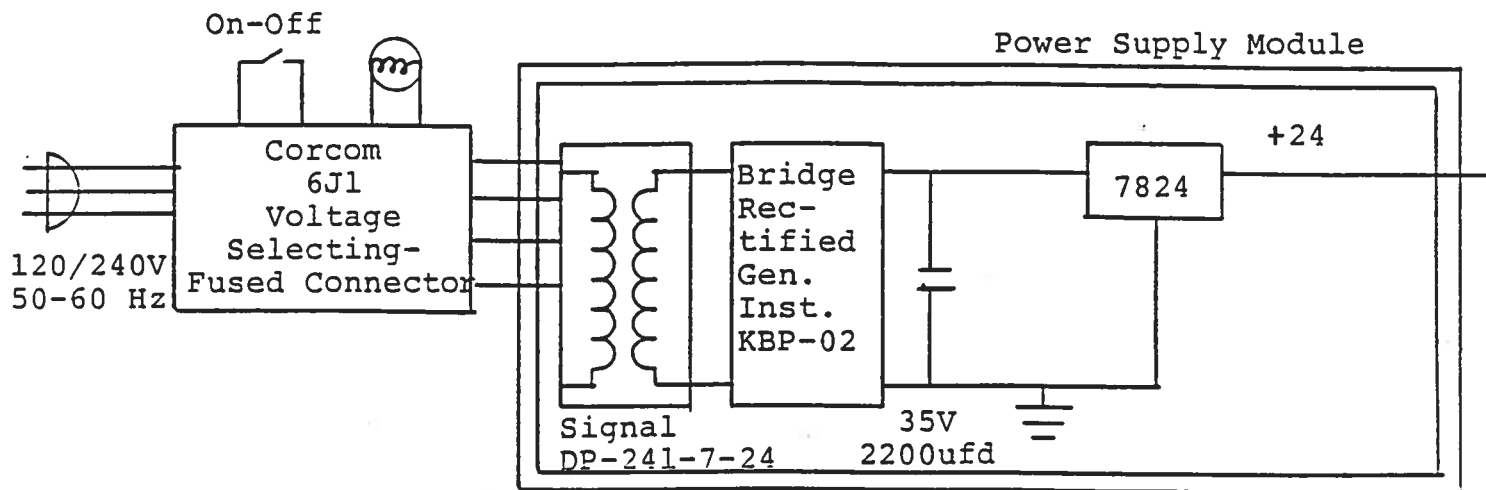 On-Off
Power Supply Module
Corcom
6J1
Voltage
Selecting-
Fused Connector
120/240V
50-60 Hz
Bridge
Rec-
tified
Gen.
Inst.
KBP-02
7824
+24
Signal
DP-241-7-24
35V
2200ufd